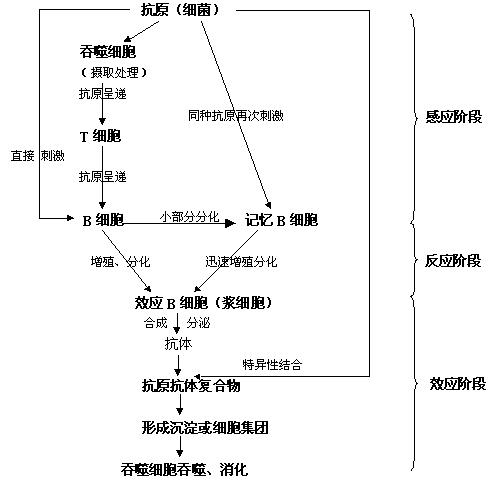 抗原（细菌）
吞噬细胞
（摄取处理）
抗原呈递
同种抗原再次刺激
感应阶段
T 细胞
直接 刺激
抗原呈递
B 细胞
小部分分化
记忆 B 细胞
增殖、分化
迅速增殖分化
反应阶段
效应 B 细胞（浆细胞）
合成 分泌
抗体
特异性结合
抗原抗体复合物
效应阶段
形成沉淀或细胞集团
吞噬细胞吞噬、消化